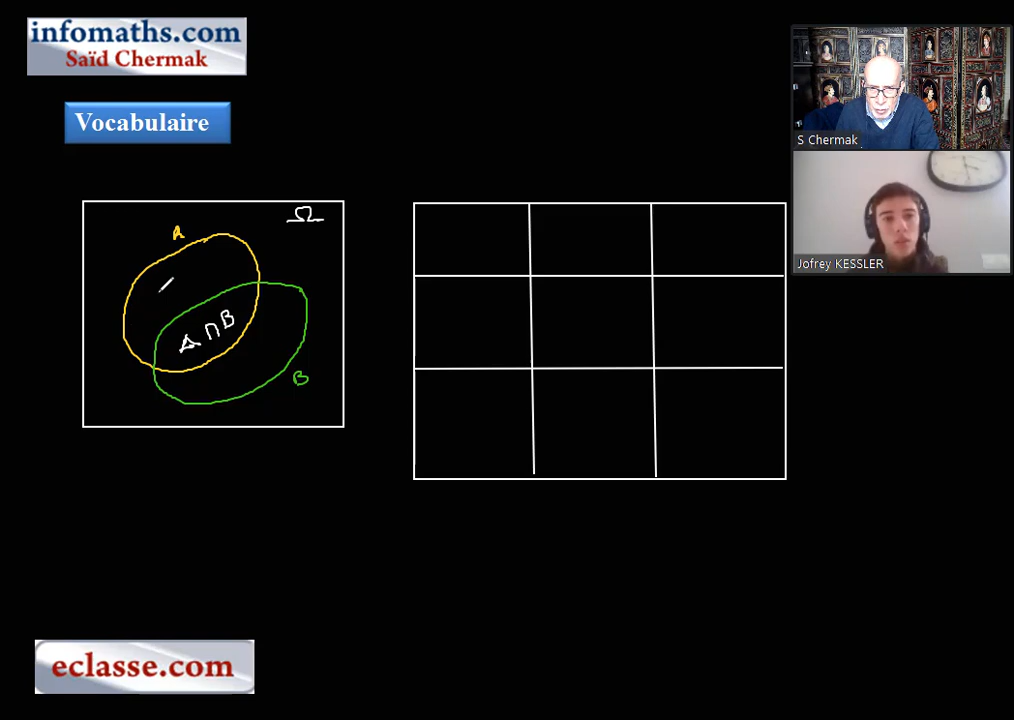 infomaths.com
Saïd Chermak
Vocabulaire
S Chermak
Jofrey KESSLER
Ω
A
A ∩ B
B
eclasse.com